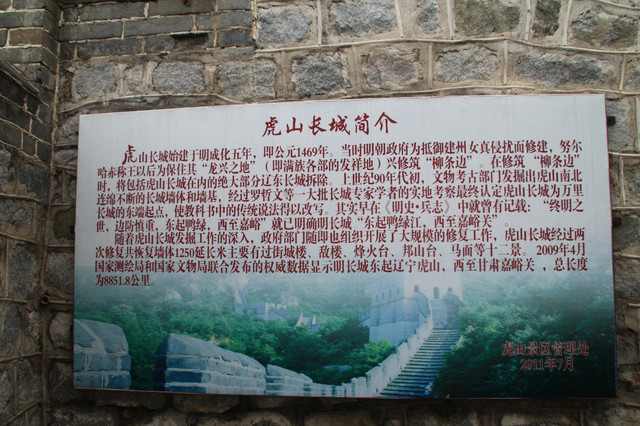 虎山长城简介
虎山长城始建于明成化五年，即公元1469年。当时明朝政府为抵御建州女真侵扰而修建，努尔
哈赤称王以后为保住其“龙兴之地”（即满族各部的发祥地）兴修筑“柳条边”。在修筑“柳条边”
时，将包括虎山长城在内的绝大部分辽东长城拆除。上世纪90年代初，文物考古部门发掘出虎山南北
连绵不断的长城墙体和墙基，经过罗哲文等一大批长城专家学者的实地考察最终认定虎山长城为万里
长城的东端起点，使教科书中的传统说法得以改写。其实早在《明史·兵志》中就曾有记载：“终明之
世，边防慎重，东起鸭绿，西至嘉峪”就已明确明长城“东起鸭绿江，西至嘉峪关”。
随着虎山长城发掘工作的深入，政府部门随即也组织开展了大规模的修复工作，虎山长城经过两
次修复共恢复墙体1250延长米主要有过街城楼、敌楼、烽火台、邦山台、马面等十二景。2009年4月
国家测绘局和国家文物局联合发布的权威数据显示明长城东起辽宁虎山，西至甘肃嘉峪关，总长度
为8851.8公里。
虎山景区管理处
2011年7月